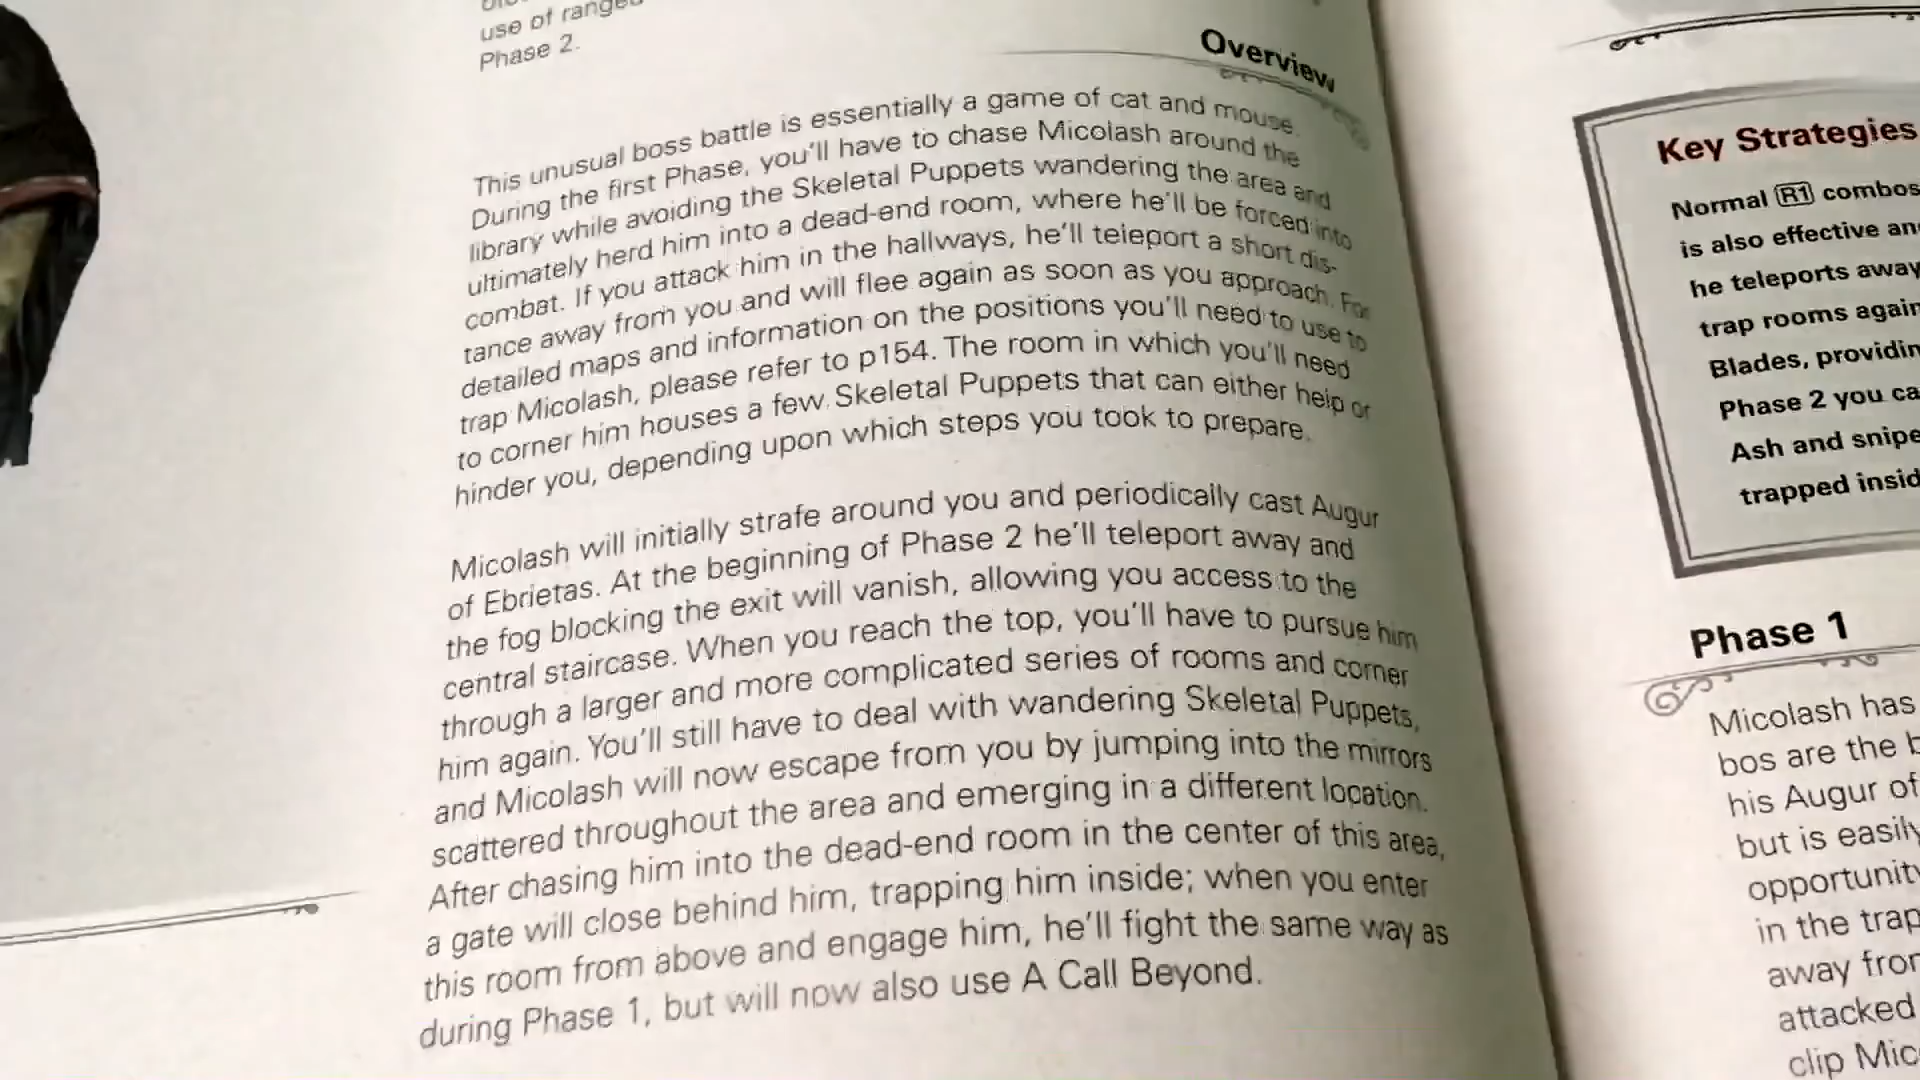 use of ranged
Phase 2.
Overview
This unusual boss battle is essentially a game of cat and mouse.
During the first Phase, you'll have to chase Micolash around the
library while avoiding the Skeletal Puppets wandering the area and
ultimately herd him into a dead-end room, where he'll be forced into
combat. If you attack him in the hallways, he'll teleport a short dis-
tance away from you and will flee again as soon as you approach. For
detailed maps and information on the positions you'll need to use to
trap Micolash, please refer to p154. The room in which you'll need
to corner him houses a few Skeletal Puppets that can either help or
hinder you, depending upon which steps you took to prepare.
Micolash will initially strafe around you and periodically cast Augur
of Ebrietas. At the beginning of Phase 2 he'll teleport away and
the fog blocking the exit will vanish, allowing you access to the
central staircase. When you reach the top, you'll have to pursue him
through a larger and more complicated series of rooms and corner
him again. You'll still have to deal with wandering Skeletal Puppets,
and Micolash will now escape from you by jumping into the mirrors
scattered throughout the area and emerging in a different location.
After chasing him into the dead-end room in the center of this area,
a gate will close behind him, trapping him inside; when you enter
this room from above and engage him, he'll fight the same way as
during Phase 1, but will now also use A Call Beyond.
Key Strategies
Normal R1 combos
is also effective
he teleports away
trap rooms
Blades,
Phase 2 you
Ash and
trapped
Phase 1
Micolash has
bos are the
his Augur of
but is easily
opportunity
in the
away
attacked
clip